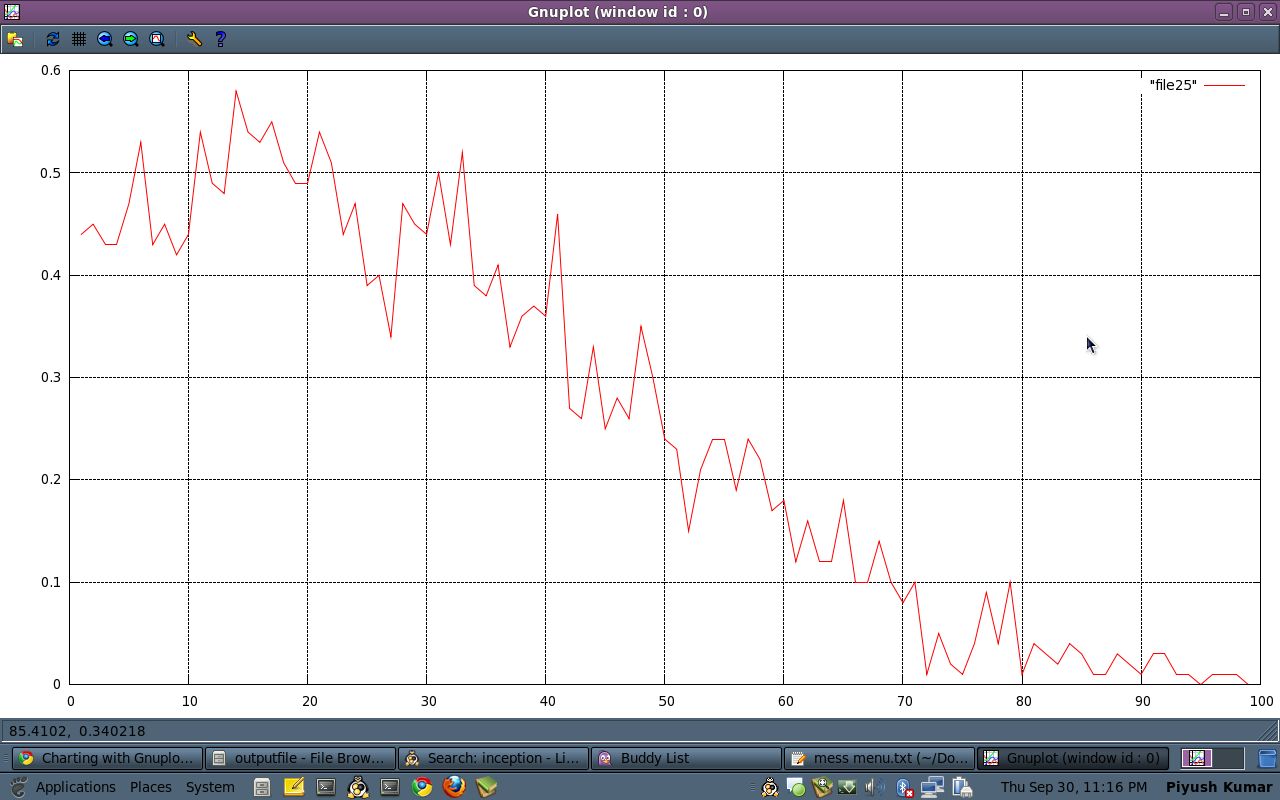 Gnuplot (window id : 0)
0.6
0.5
0.4
0.3
0.2
0.1
0
"file25"
0 10 20 30 40 50 60 70 80 90 100
85.4102, 0.340218
Charting with Gnuplo... outputfile - File Brow... Search: inception - Li... Buddy List mess menu.txt (~/Do... Gnuplot (window id : 0)
Applications Places System Thu Sep 30, 11:16 PM Piyush Kumar